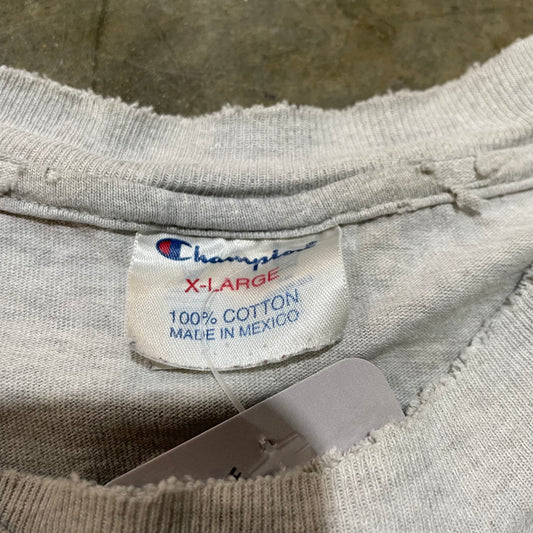 Champion
X-LARGE
100% COTTON
MADE IN MEXICO